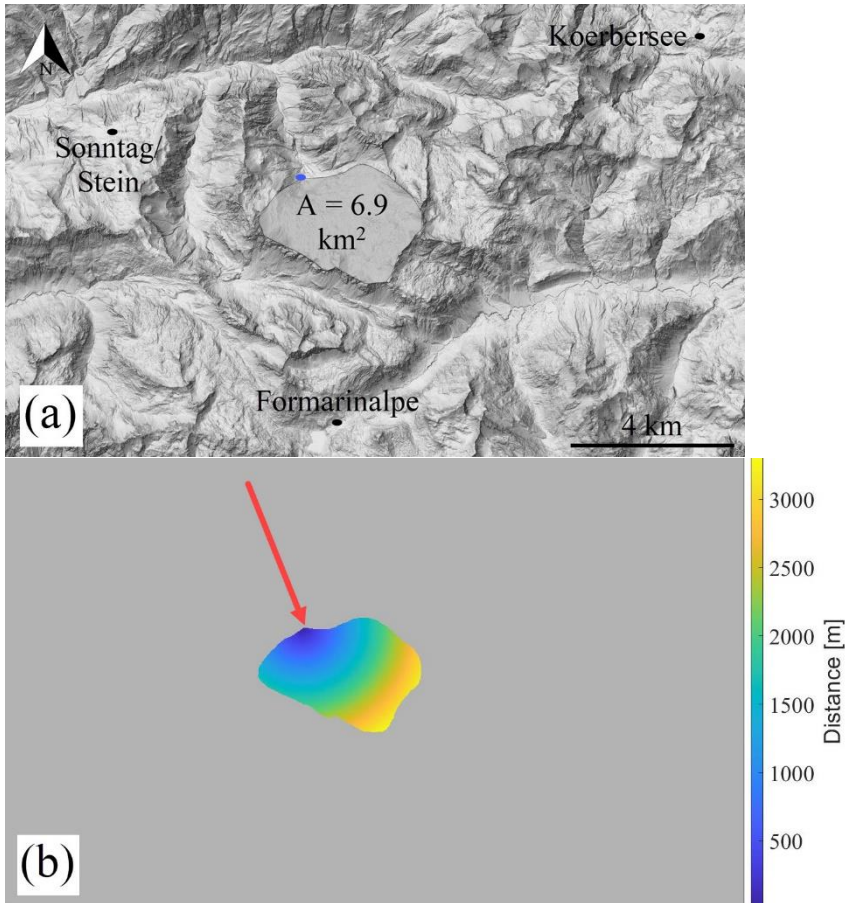 Koerbersee
N
Sonntag/
Stein
A = 6.9
km²
Formarinalpe
(a)
4 km
3000
2500
2000
1500
1000
500
Distance [m]
(b)